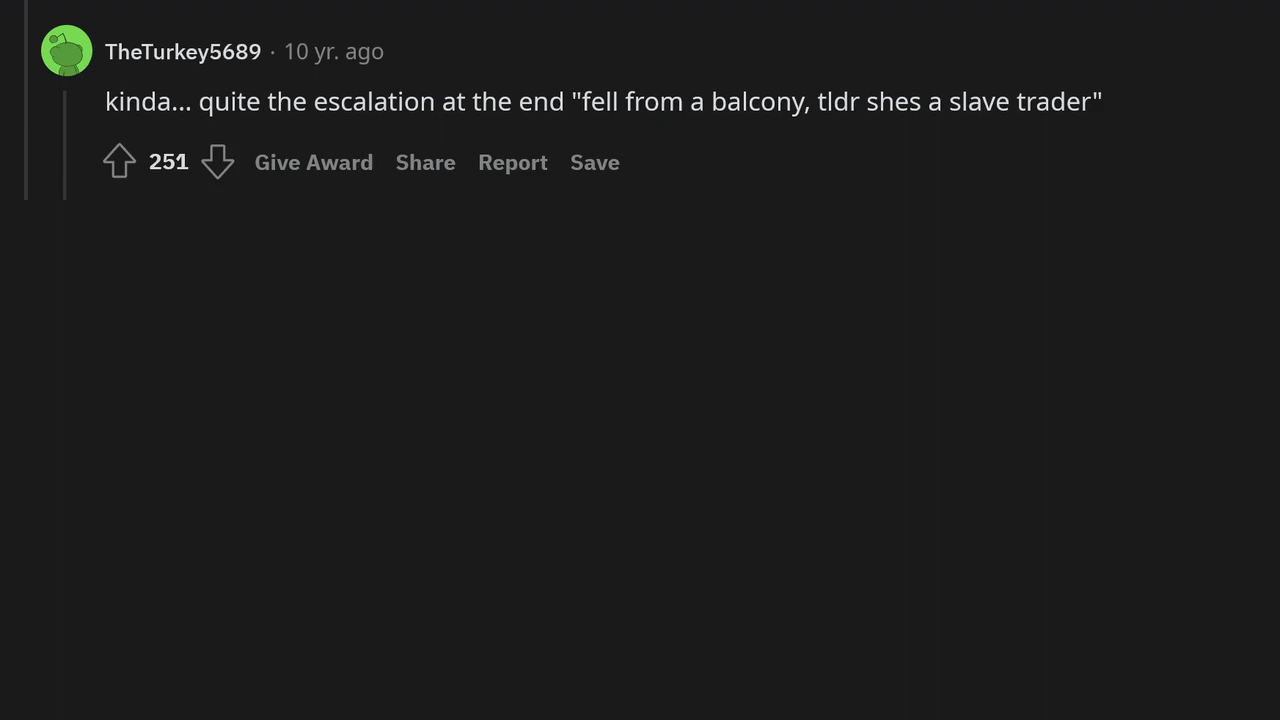 TheTurkey5689 · 10 yr. ago
kinda... quite the escalation at the end "fell from a balcony, tldr shes a slave trader"
251 Give Award Share Report Save